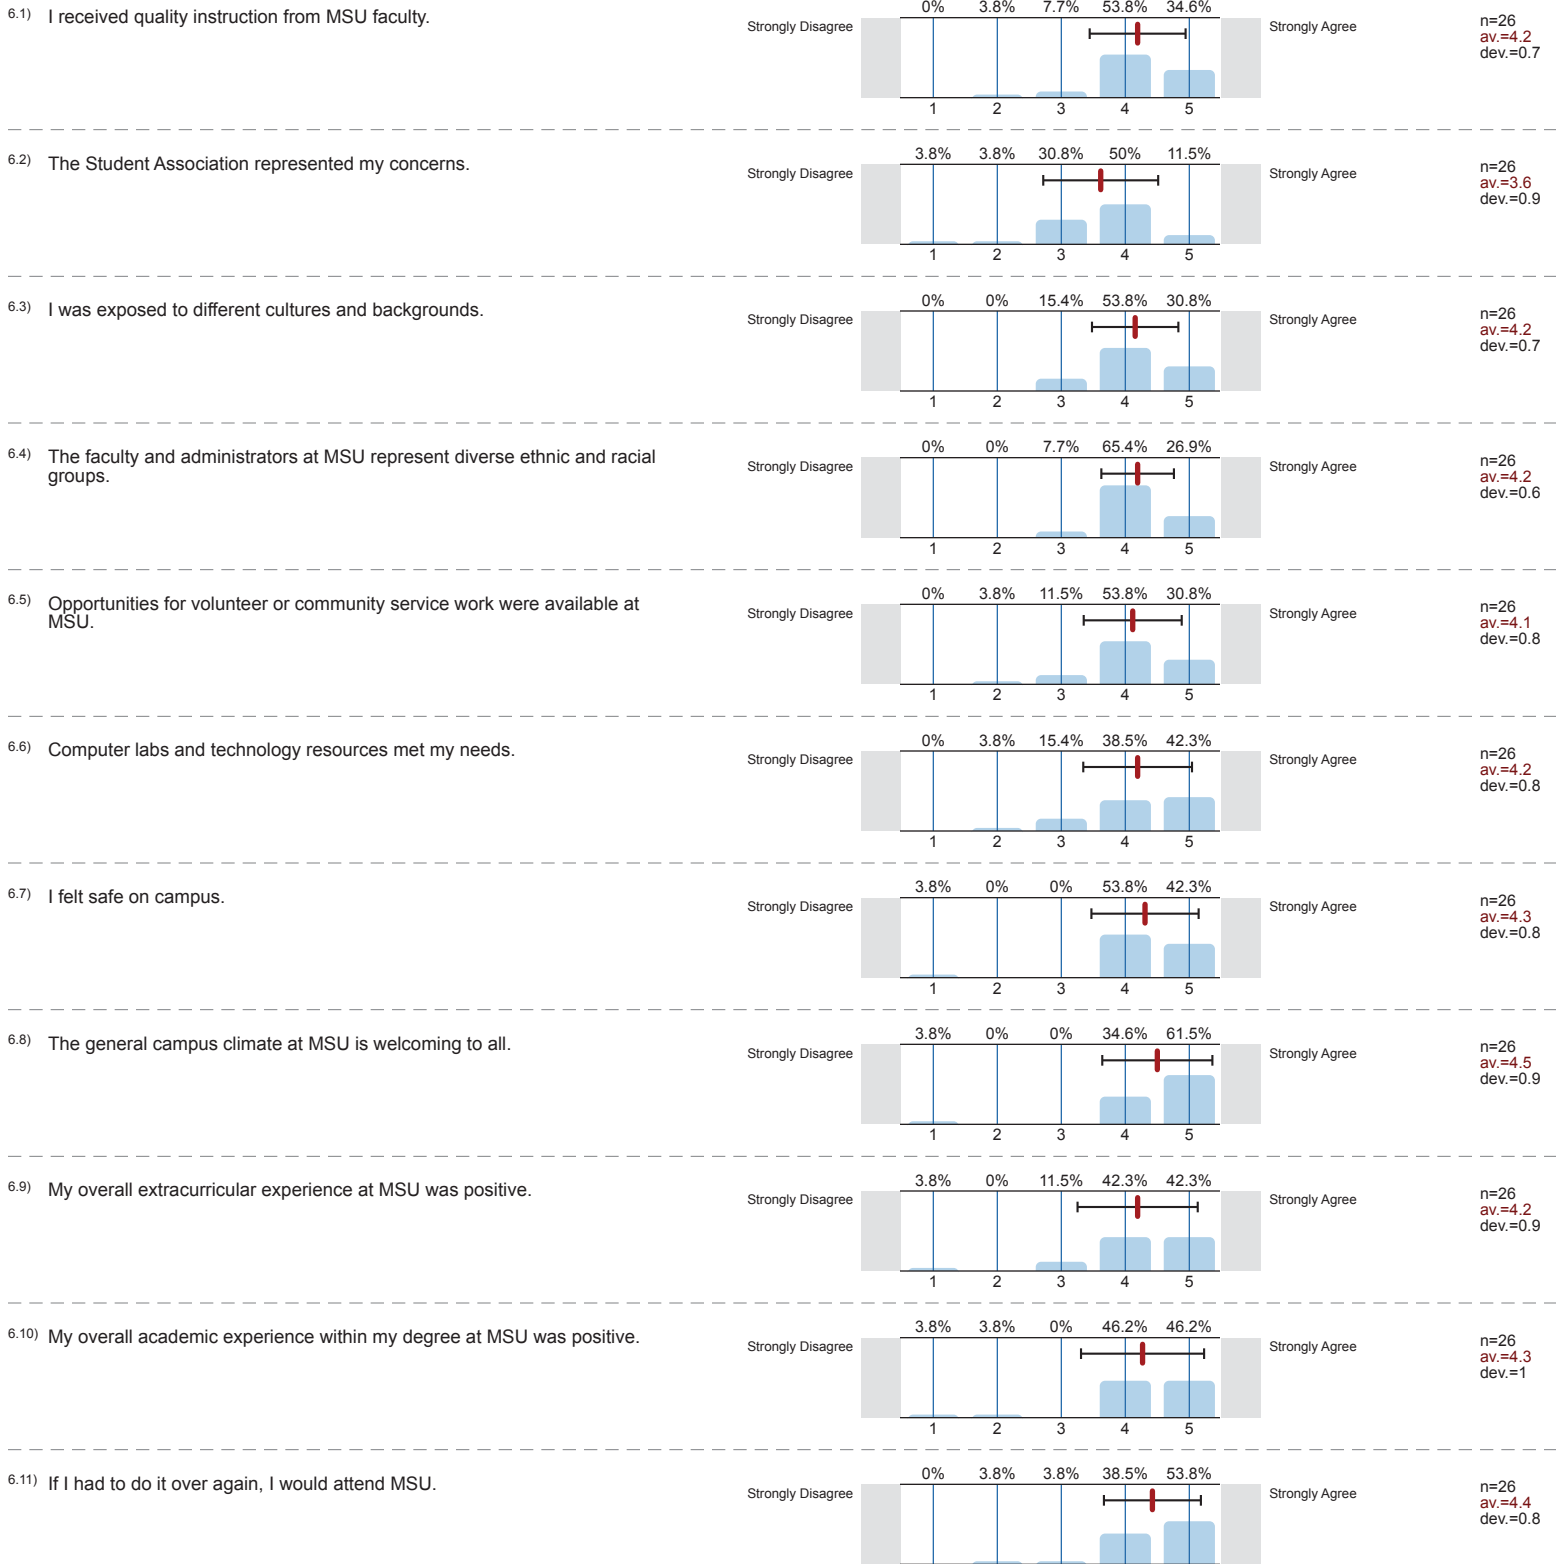 6.1) I received quality instruction from MSU faculty.
0% 3.8% 7.7% 53.8% 34.6%
Strongly Disagree Strongly Agree
n=26
av.=4.2
dev.=0.7
1 2 3 4 5
6.2) The Student Association represented my concerns.
3.8% 3.8% 30.8% 50% 11.5%
Strongly Disagree Strongly Agree
n=26
av.=3.6
dev.=0.9
1 2 3 4 5
6.3) I was exposed to different cultures and backgrounds.
0% 0% 15.4% 53.8% 30.8%
Strongly Disagree Strongly Agree
n=26
av.=4.2
dev.=0.7
1 2 3 4 5
6.4) The faculty and administrators at MSU represent diverse ethnic and racial
groups.
0% 0% 7.7% 65.4% 26.9%
Strongly Disagree Strongly Agree
n=26
av.=4.2
dev.=0.6
1 2 3 4 5
6.5) Opportunities for volunteer or community service work were available at
MSU.
0% 3.8% 11.5% 53.8% 30.8%
Strongly Disagree Strongly Agree
n=26
av.=4.1
dev.=0.8
1 2 3 4 5
6.6) Computer labs and technology resources met my needs.
0% 3.8% 15.4% 38.5% 42.3%
Strongly Disagree Strongly Agree
n=26
av.=4.2
dev.=0.8
1 2 3 4 5
6.7) I felt safe on campus.
3.8% 0% 0% 53.8% 42.3%
Strongly Disagree Strongly Agree
n=26
av.=4.3
dev.=0.8
1 2 3 4 5
6.8) The general campus climate at MSU is welcoming to all.
3.8% 0% 0% 34.6% 61.5%
Strongly Disagree Strongly Agree
n=26
av.=4.5
dev.=0.9
1 2 3 4 5
6.9) My overall extracurricular experience at MSU was positive.
3.8% 0% 11.5% 42.3% 42.3%
Strongly Disagree Strongly Agree
n=26
av.=4.2
dev.=0.9
1 2 3 4 5
6.10) My overall academic experience within my degree at MSU was positive.
3.8% 3.8% 0% 46.2% 46.2%
Strongly Disagree Strongly Agree
n=26
av.=4.3
dev.=1
1 2 3 4 5
6.11) If I had to do it over again, I would attend MSU.
0% 3.8% 3.8% 38.5% 53.8%
Strongly Disagree Strongly Agree
n=26
av.=4.4
dev.=0.8